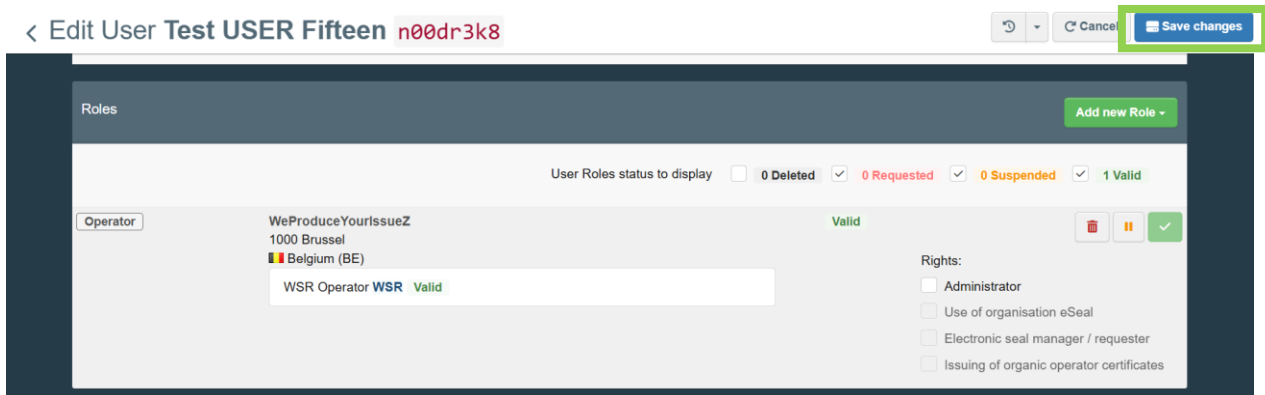 Edit User Test USER Fifteen n00dr3k8
Cancel
Save changes
Roles
Add new Role
User Roles status to display
0 Deleted
0 Requested
0 Suspended
1 Valid
Operator
WeProduceYourIssueZ
Valid
1000 Brussel
Belgium (BE)
WSR Operator WSR Valid
Rights:
Administrator
Use of organisation eSeal
Electronic seal manager / requester
Issuing of organic operator certificates